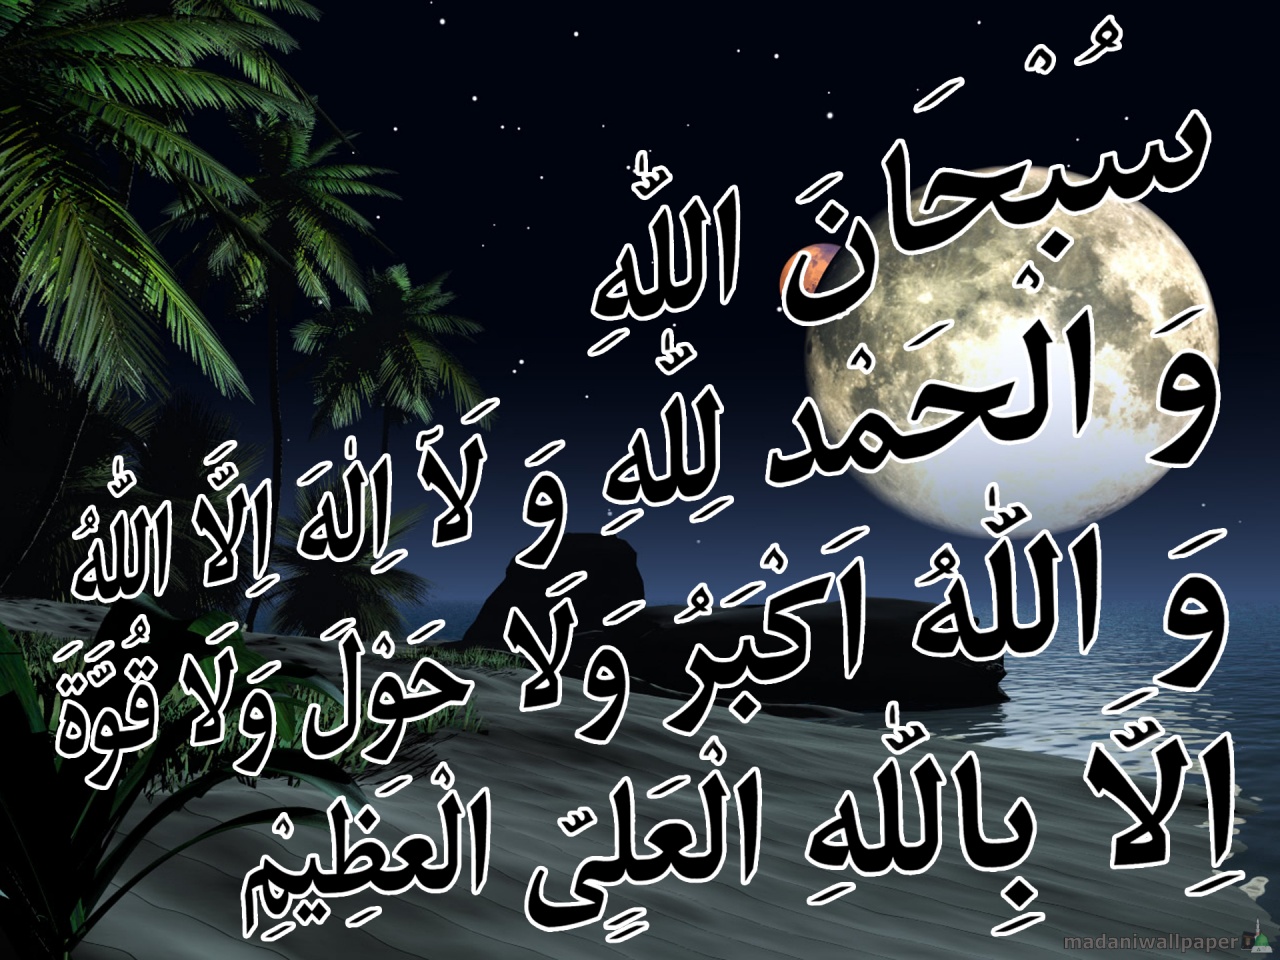 سُبْحَانَ اللّٰهِ
وَ الْحَمْد لِلّٰهِ وَ لَآ اِلٰهَ اِلَّا اللّٰهُ
وَ اللّٰهُ اَكْبَرُ وَلَا حَوْلَ وَلَا قُوَّةَ
اِلَّا بِاللّٰهِ الْعَلِىِّ الْعَظِيْمِ
madaniwallpaper